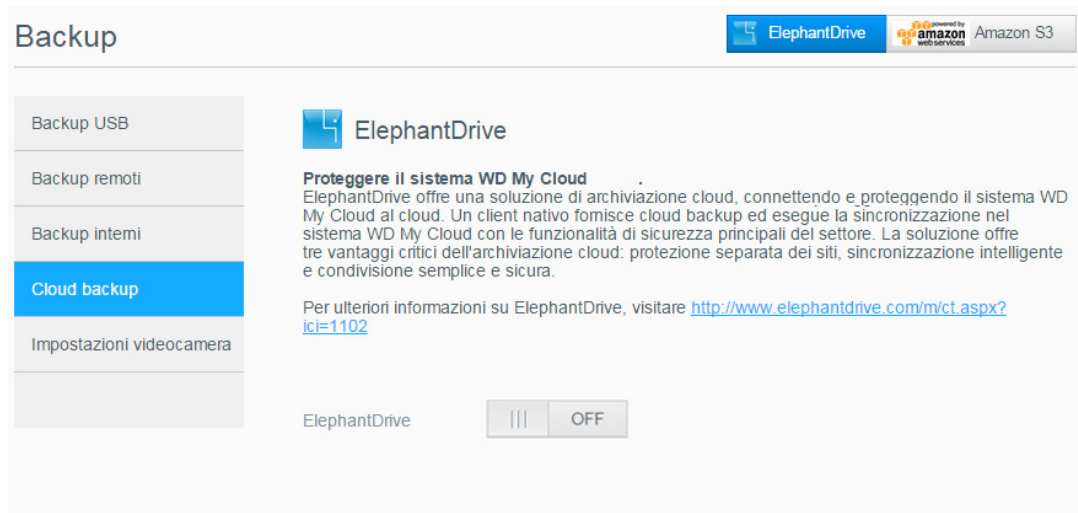 Backup
ElephantDrive
powered by
amazon
web services
Amazon S3
Backup USB
Backup remoti
Backup interni
Cloud backup
Impostazioni videocamera
ElephantDrive
Proteggere il sistema WD My Cloud .
ElephantDrive offre una soluzione di archiviazione cloud, connettendo e proteggendo il sistema WD
My Cloud al cloud. Un client nativo fornisce cloud backup ed esegue la sincronizzazione nel
sistema WD My Cloud con le funzionalità di sicurezza principali del settore. La soluzione offre
tre vantaggi critici dell'archiviazione cloud: protezione separata dei siti, sincronizzazione intelligente
e condivisione semplice e sicura.
Per ulteriori informazioni su ElephantDrive, visitare http://www.elephantdrive.com/m/ct.aspx?
ici=1102
ElephantDrive
OFF